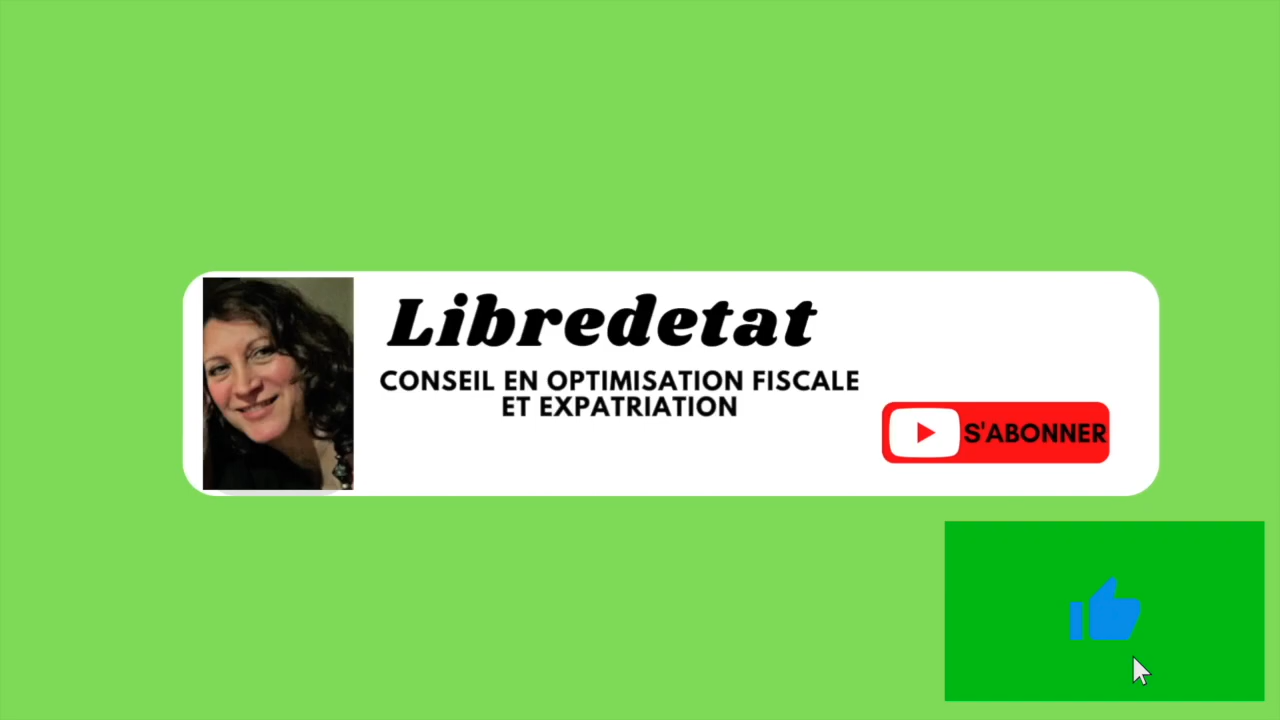 Libredetat
CONSEIL EN OPTIMISATION FISCALE
ET EXPATRIATION
S'ABONNER